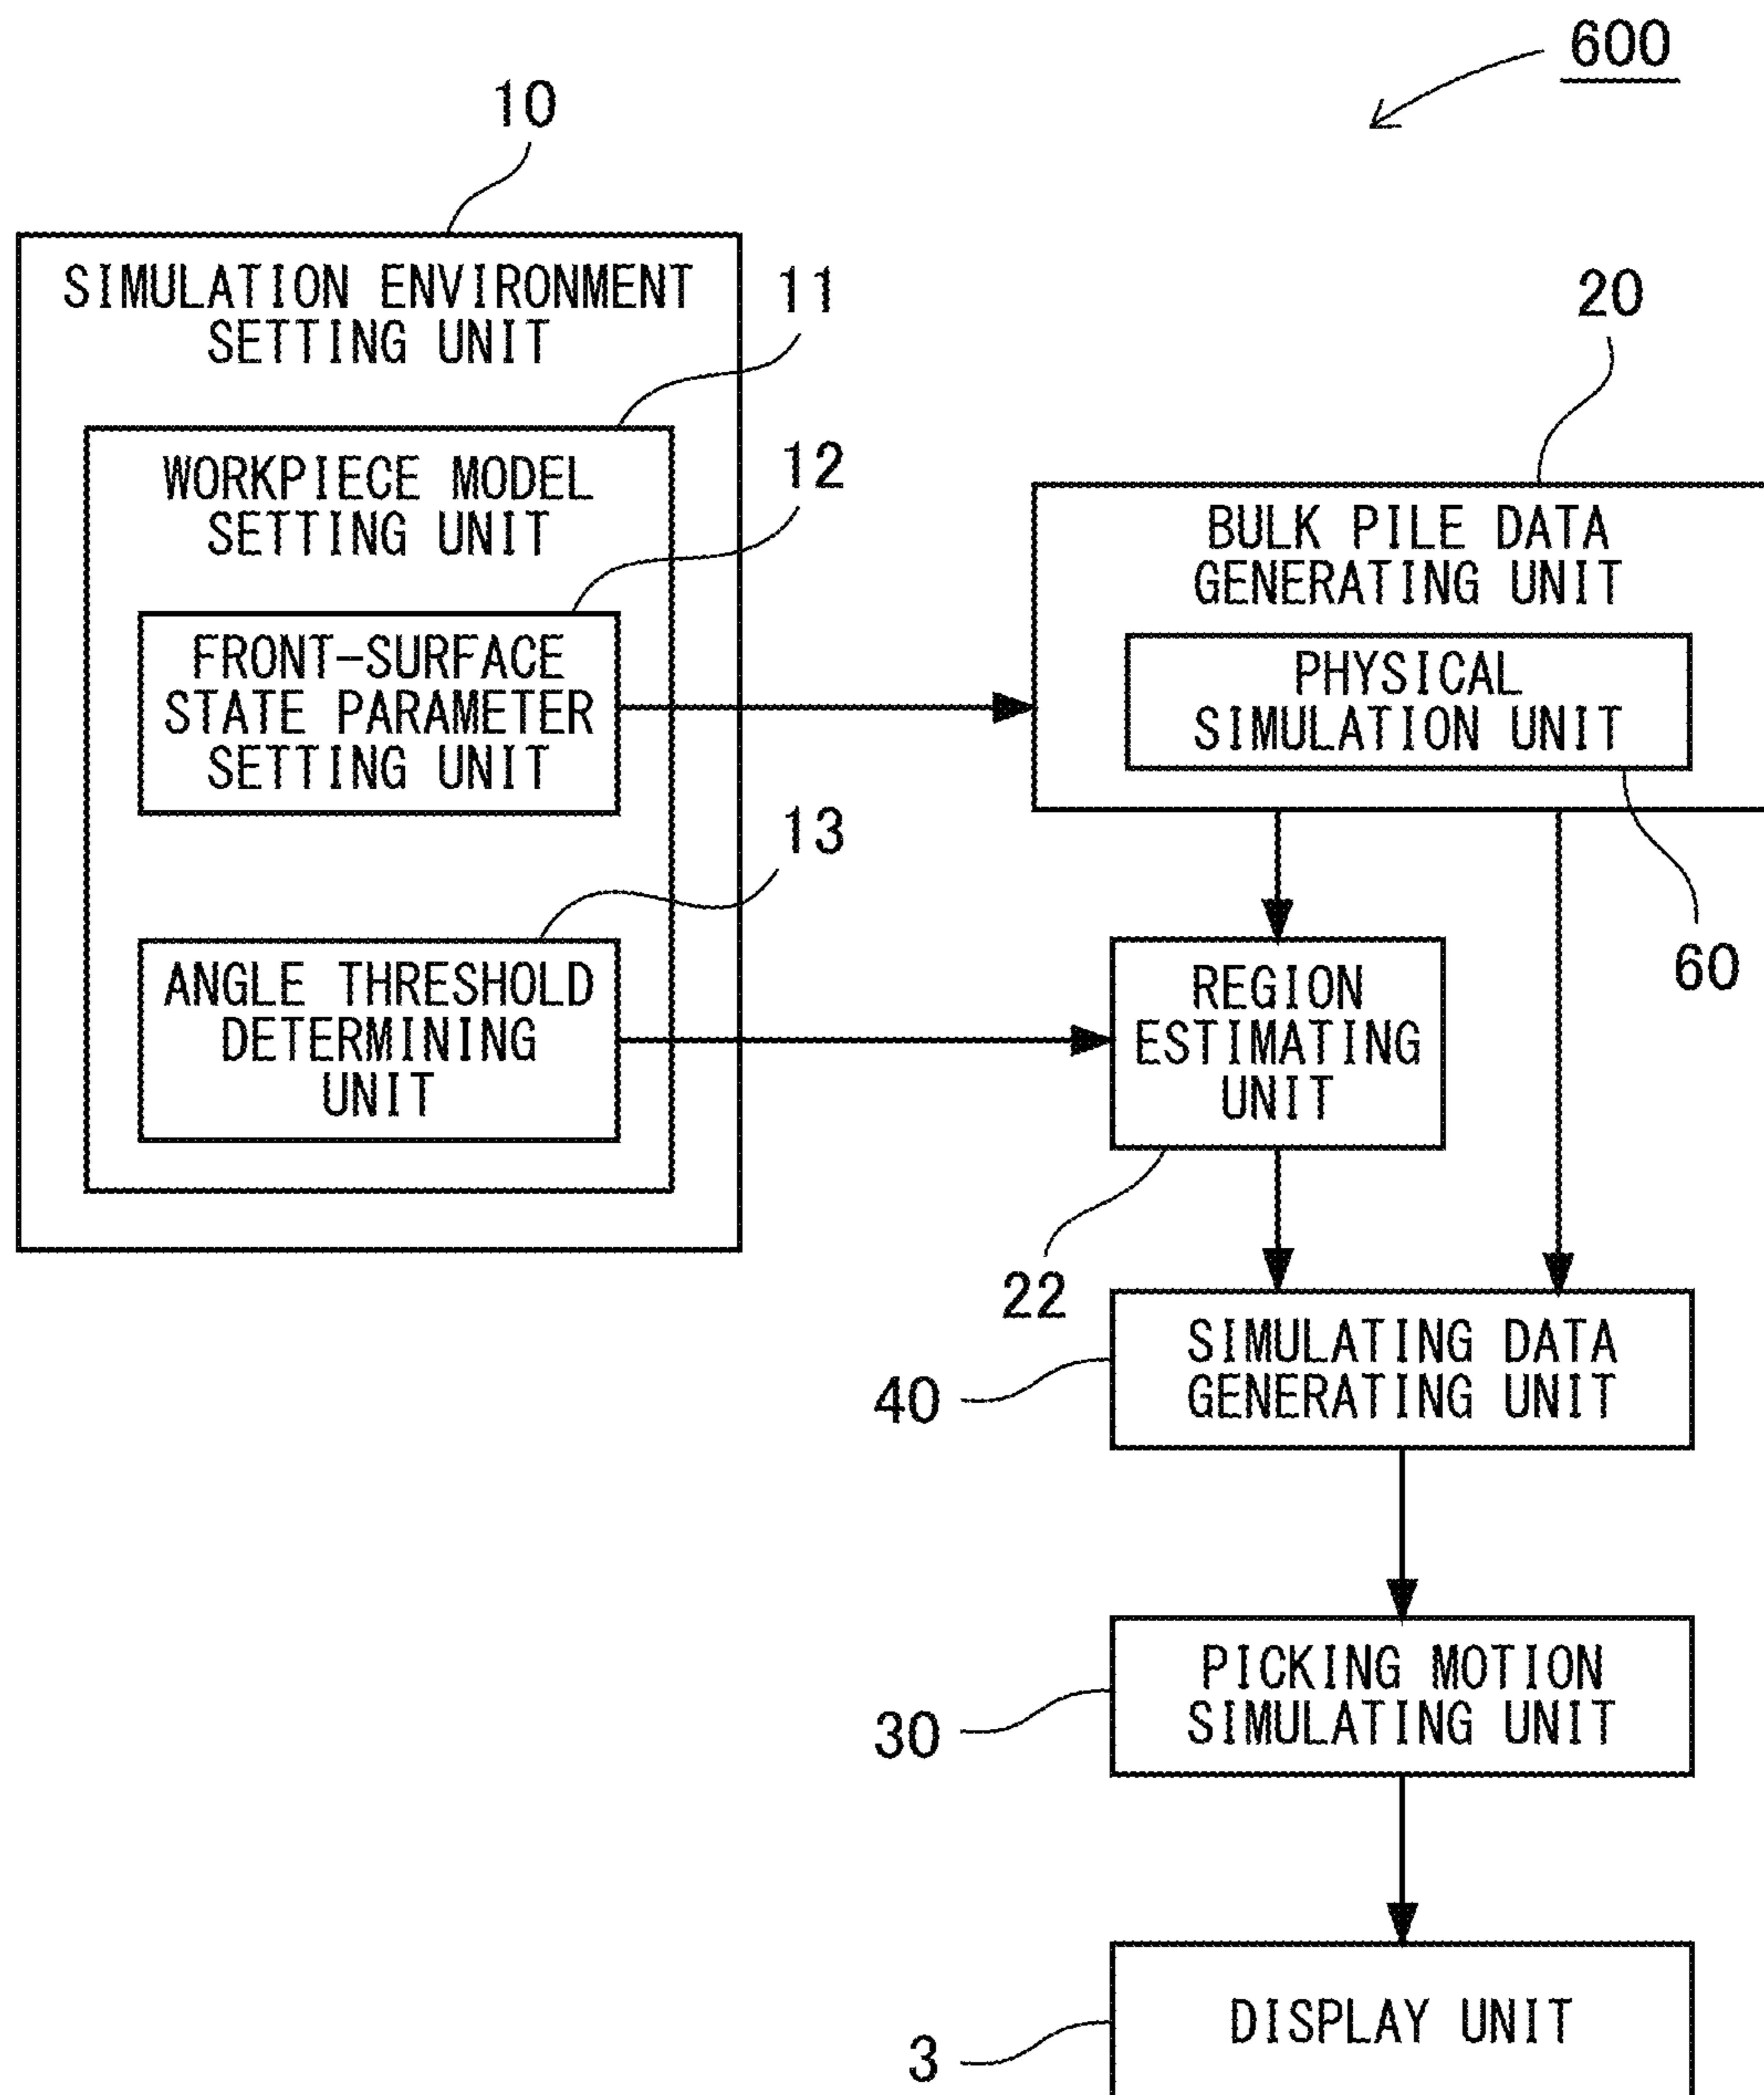 600
10
SIMULATION ENVIRONMENT
SETTING UNIT
11
WORKPIECE MODEL
SETTING UNIT
12
FRONT-SURFACE
STATE PARAMETER
SETTING UNIT
13
ANGLE THRESHOLD
DETERMINING
UNIT
20
BULK PILE DATA
GENERATING UNIT
PHYSICAL
SIMULATION UNIT
60
REGION
ESTIMATING
UNIT
22
SIMULATING DATA
GENERATING UNIT
40
PICKING MOTION
SIMULATING UNIT
30
DISPLAY UNIT
3